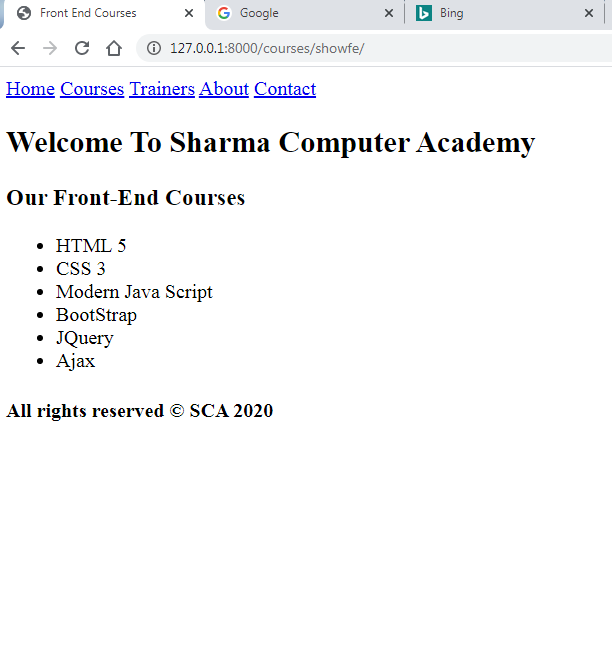 Front End Courses Google Bing
127.0.0.1:8000/courses/showfe/
Home Courses Trainers About Contact
Welcome To Sharma Computer Academy
Our Front-End Courses
HTML 5
CSS 3
Modern Java Script
BootStrap
JQuery
Ajax
All rights reserved © SCA 2020